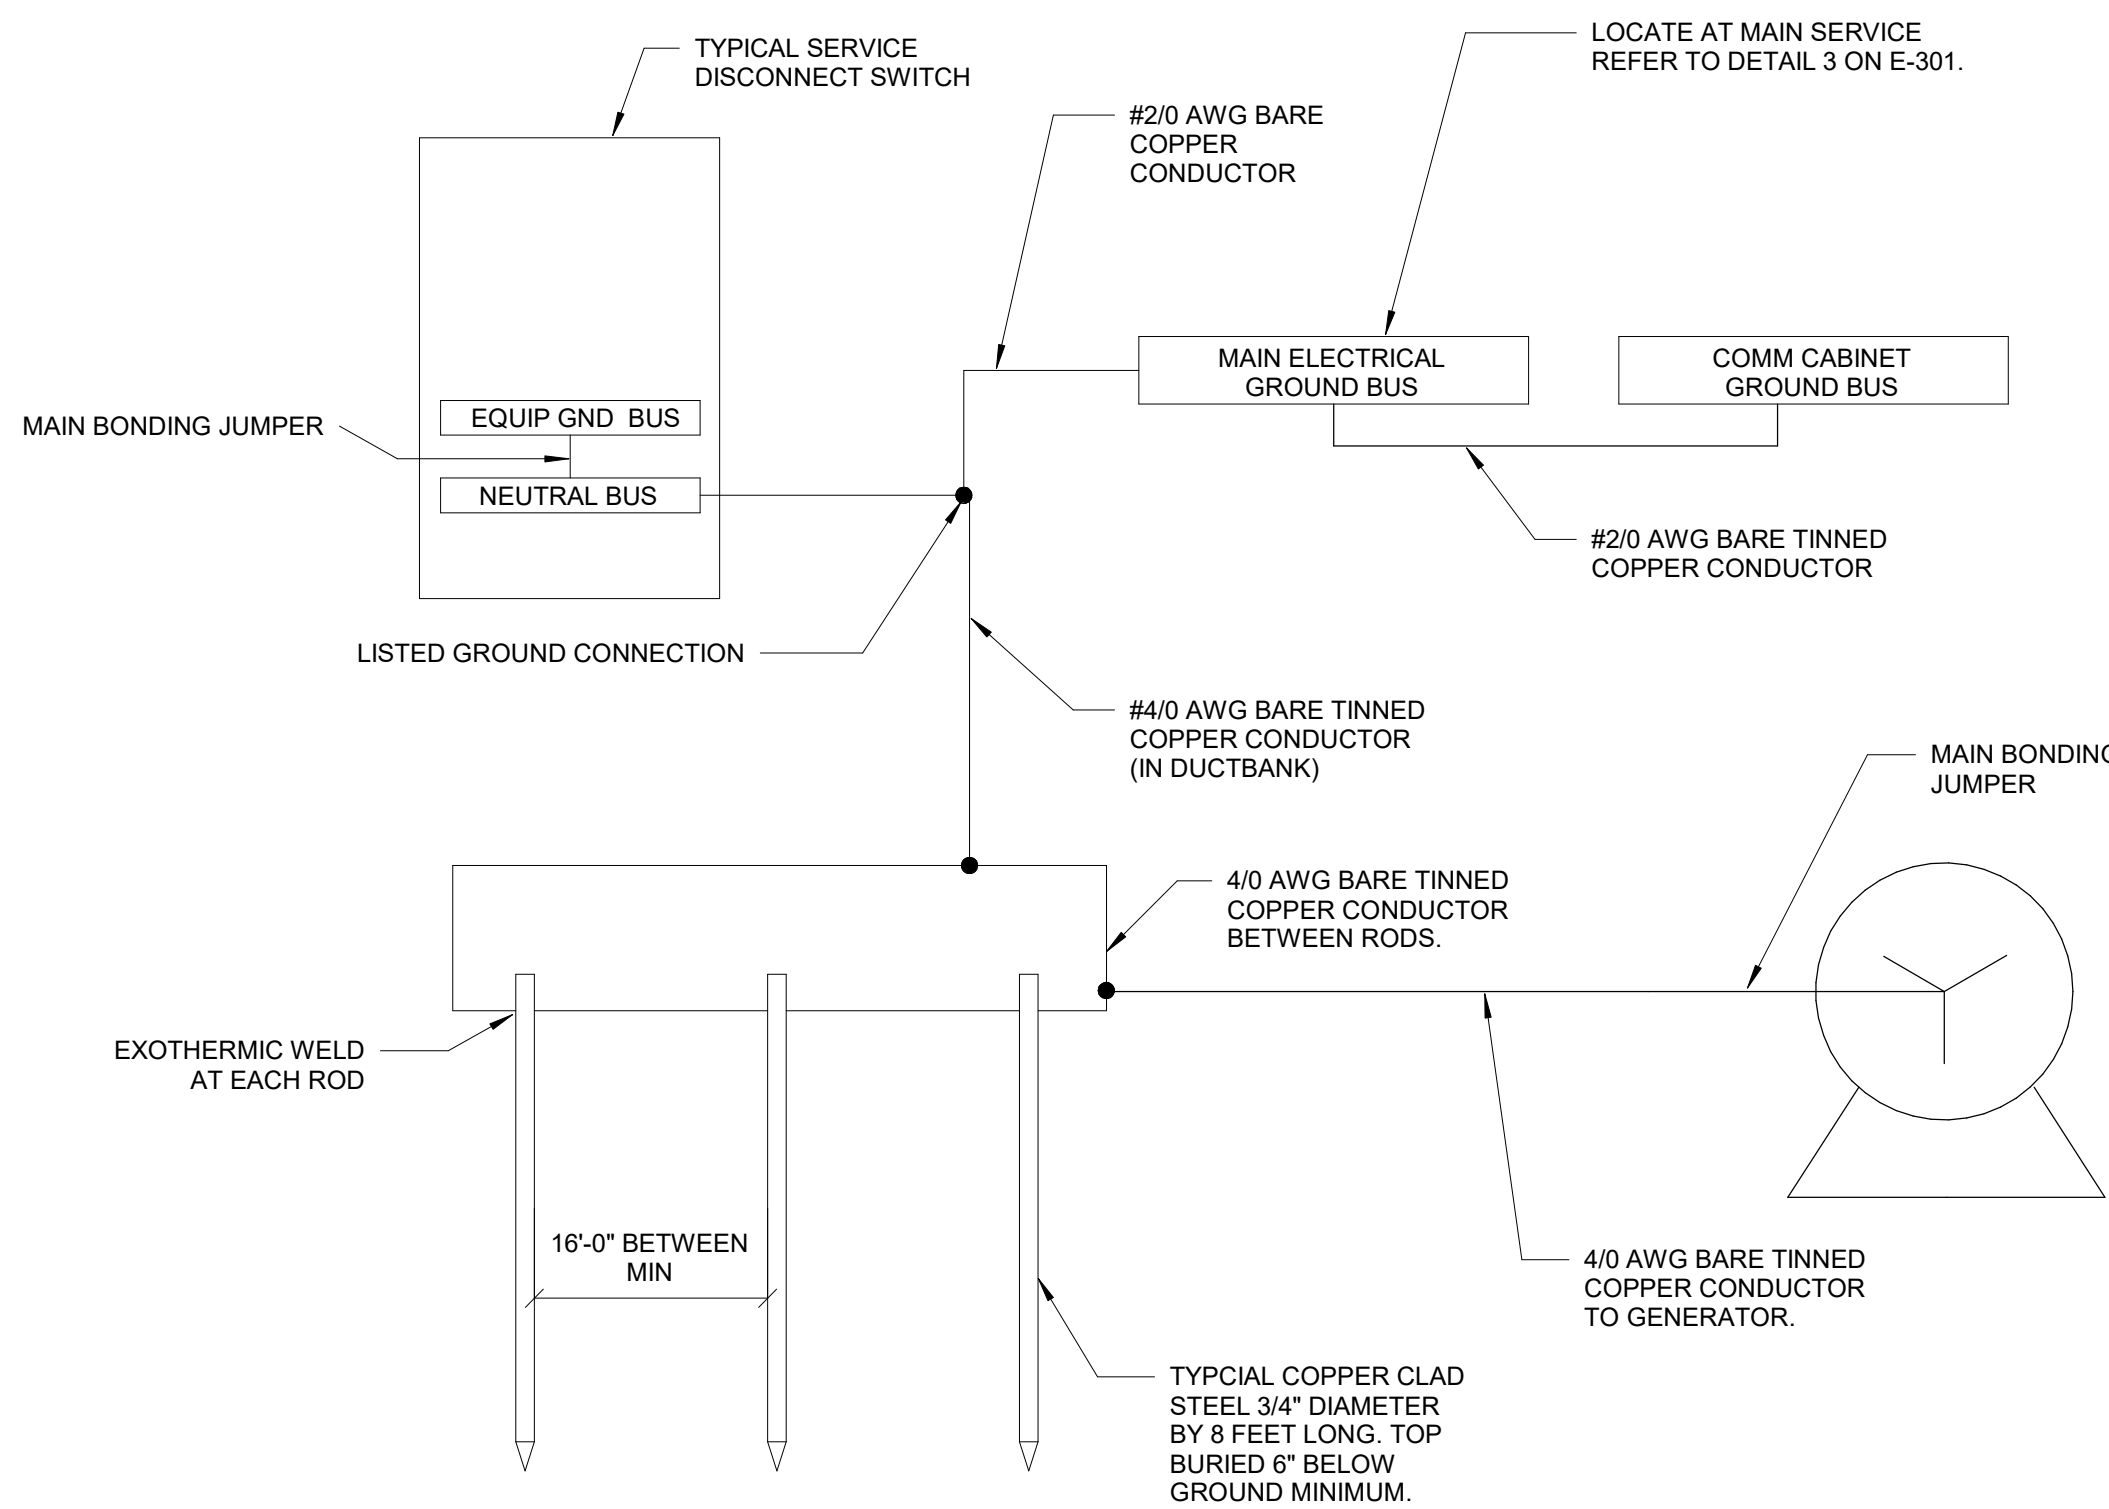 TYPICAL SERVICE
DISCONNECT SWITCH
LOCATE AT MAIN SERVICE
REFER TO DETAIL 3 ON E-301.
#2/0 AWG BARE
COPPER
CONDUCTOR
MAIN ELECTRICAL
GROUND BUS
COMM CABINET
GROUND BUS
MAIN BONDING JUMPER
EQUIP GND BUS
NEUTRAL BUS
#2/0 AWG BARE TINNED
COPPER CONDUCTOR
LISTED GROUND CONNECTION
#4/0 AWG BARE TINNED
COPPER CONDUCTOR
(IN DUCTBANK)
MAIN BONDING
JUMPER
4/0 AWG BARE TINNED
COPPER CONDUCTOR
BETWEEN RODS.
EXOTHERMIC WELD
AT EACH ROD
16'-0" BETWEEN
MIN
4/0 AWG BARE TINNED
COPPER CONDUCTOR
TO GENERATOR.
TYPCIAL COPPER CLAD
STEEL 3/4" DIAMETER
BY 8 FEET LONG. TOP
BURIED 6" BELOW
GROUND MINIMUM.